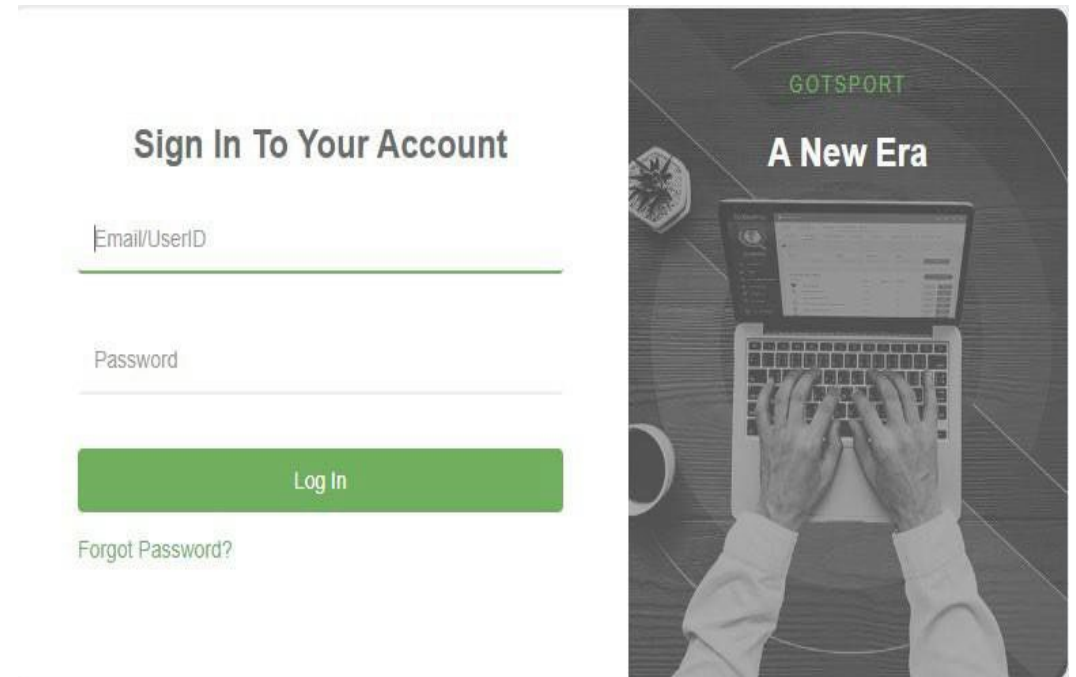 Sign In To Your Account
Email/UserID
Password
Log In
Forgot Password?
GOTSPORT
A New Era